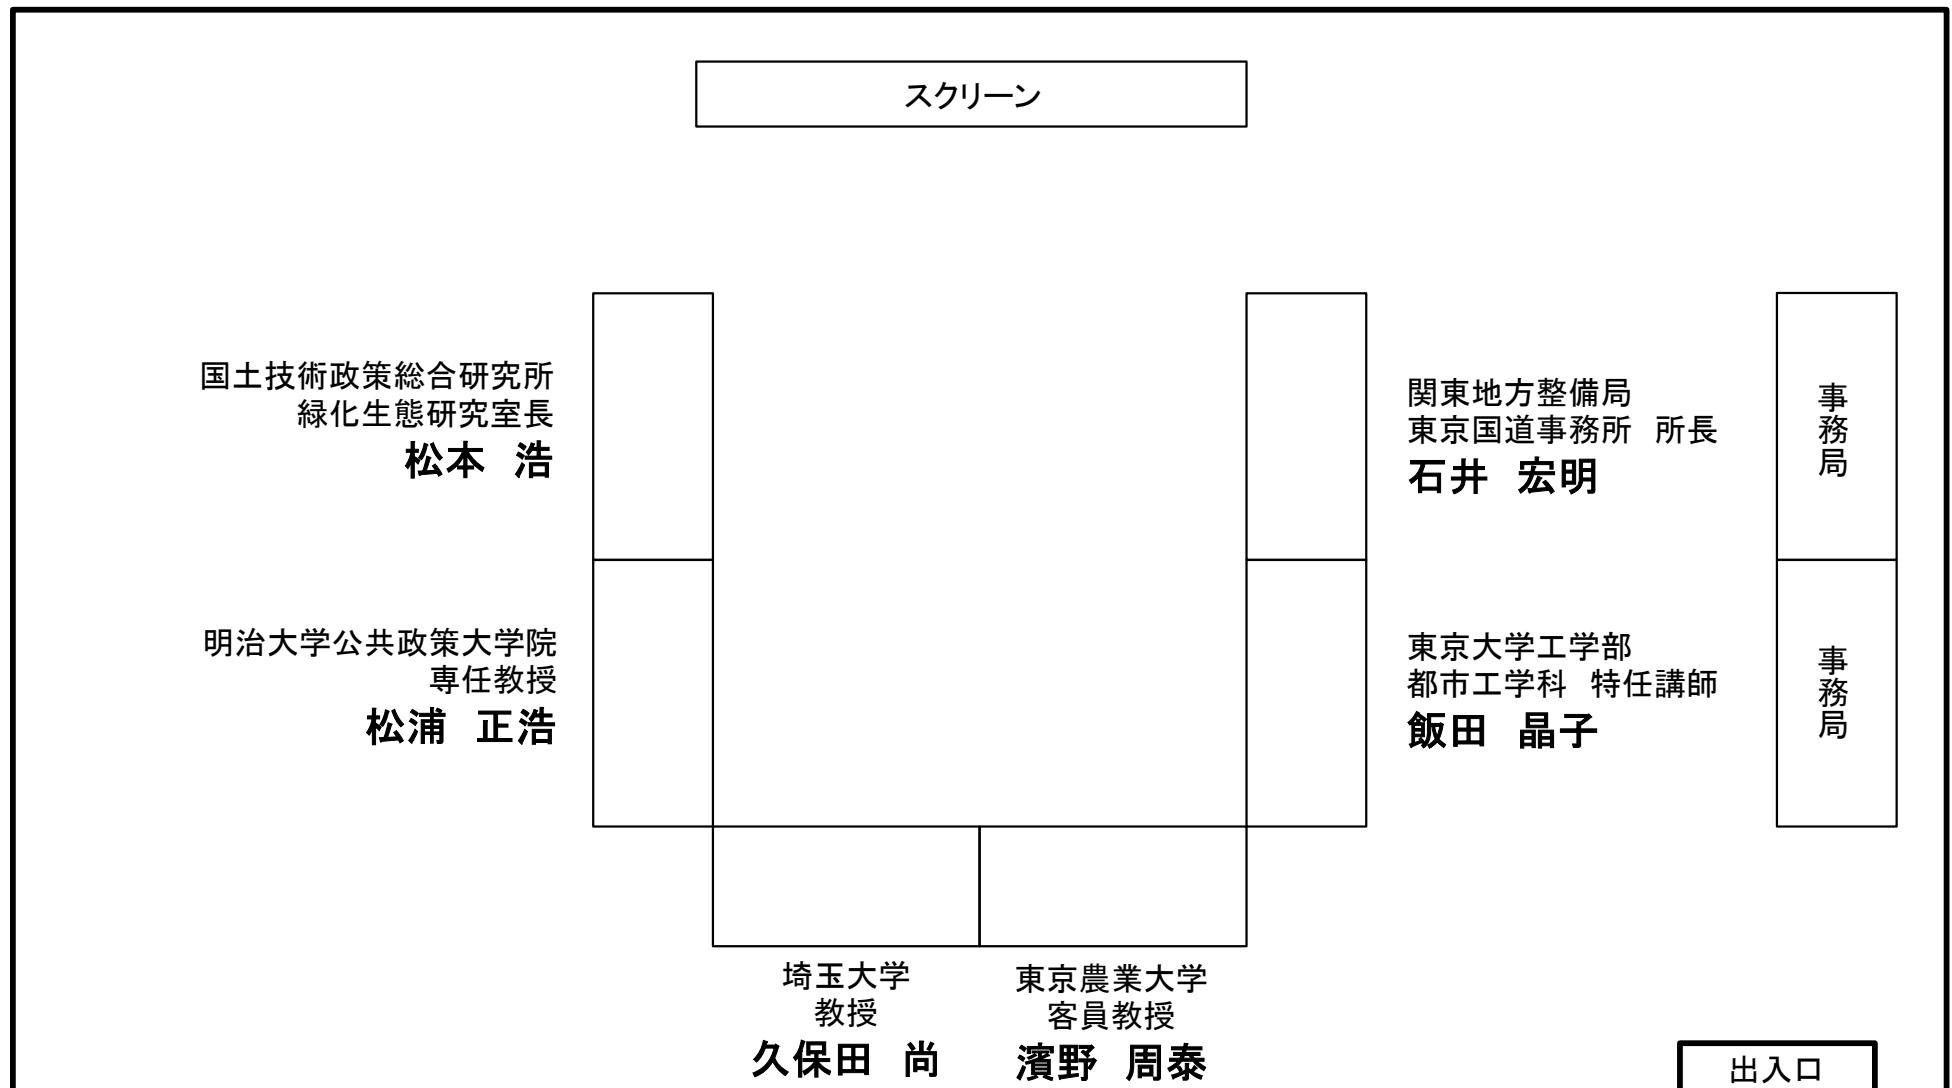 スクリーン
国土技術政策総合研究所
緑化生態研究室長
松本　浩
関東地方整備局
東京国道事務所　所長
石井　宏明
事務局
明治大学公共政策大学院
専任教授
松浦　正浩
東京大学工学部
都市工学科　特任講師
飯田　晶子
事務局
埼玉大学
教授
久保田　尚
東京農業大学
客員教授
濱野　周泰
出入口